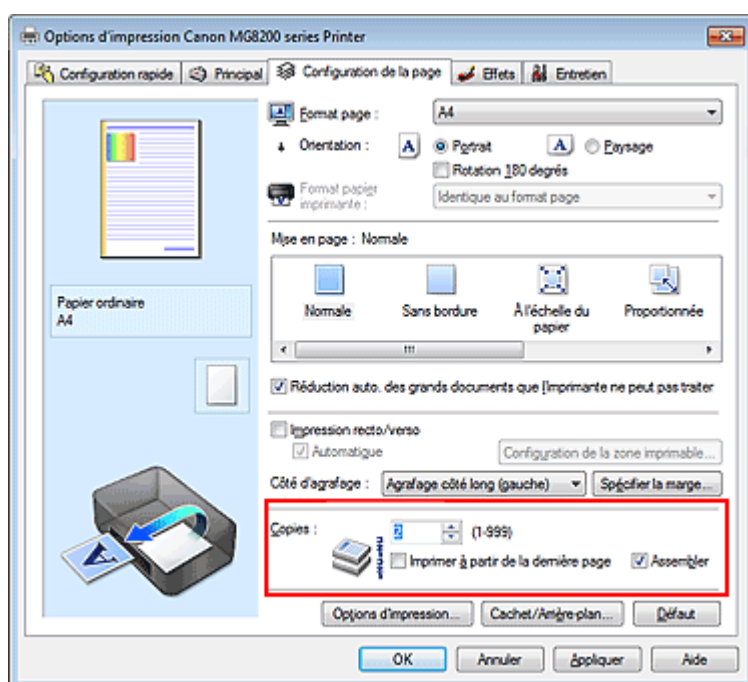 Options d'impression Canon MG8200 series Printer
Configuration rapide Principal Configuration de la page Effets Entretien
Format page : A4
Orientation : A Portrait A Paysage
Rotation 180 degrés
Format papier imprimante : Identique au format page
Mise en page : Normale
Normale Sans bordure À l'échelle du papier Proportionnée
Papier ordinaire
A4
Réduction auto. des grands documents que l'imprimante ne peut pas traiter
Impression recto/verso
Automatique Configuration de la zone imprimable...
Côté d'agrafage : Agrafage côté long (gauche) Spécifier la marge...
Copies : 2 (1-999)
Imprimer à partir de la dernière page Assembler
Options d'impression... Cachet/Arrière-plan... Défaut
OK Annuler Appliquer Aide